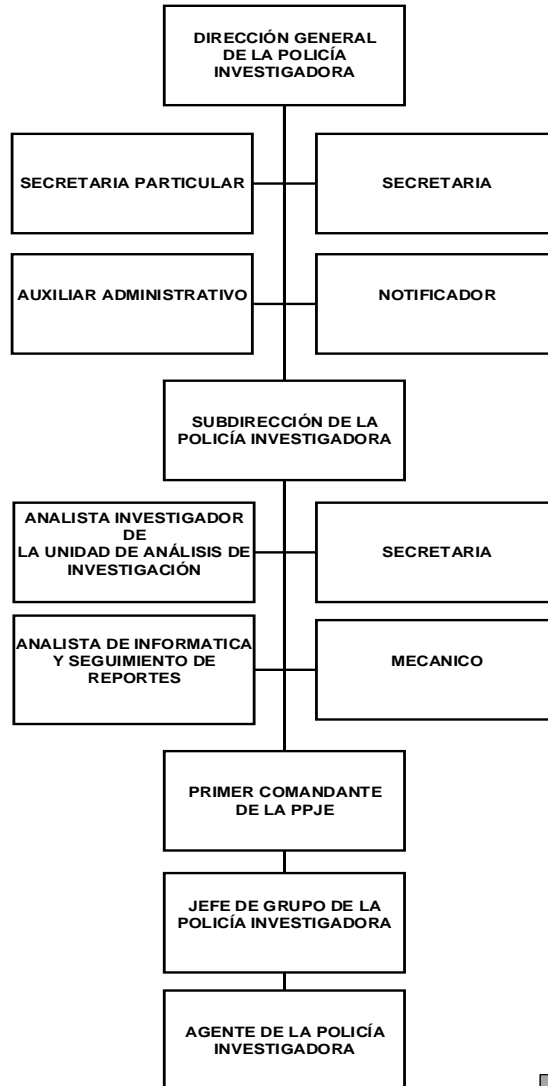 DIRECCIÓN GENERAL
DE LA POLICÍA
INVESTIGADORA
SECRETARIA PARTICULAR
SECRETARIA
AUXILIAR ADMINISTRATIVO
NOTIFICADOR
SUBDIRECCIÓN DE LA
POLICÍA INVESTIGADORA
ANALISTA INVESTIGADOR
DE
LA UNIDAD DE ANÁLISIS DE
INVESTIGACIÓN
SECRETARIA
ANALISTA DE INFORMATICA
Y SEGUIMIENTO DE
REPORTES
MECANICO
PRIMER COMANDANTE
DE LA PPJE
JEFE DE GRUPO DE LA
POLICÍA INVESTIGADORA
AGENTE DE LA POLICÍA
INVESTIGADORA